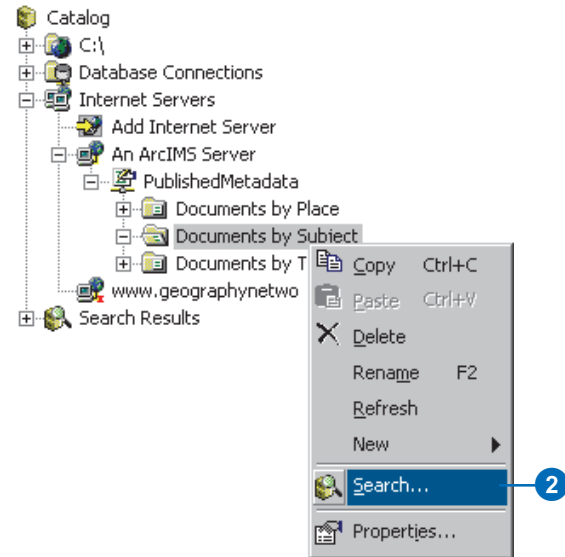 Catalog
C:\
Database Connections
Internet Servers
Add Internet Server
An ArcIMS Server
PublishedMetadata
Documents by Place
Documents by Subject
Documents by T
www.geographynetwo
Search Results
Copy Ctrl+C
Paste Ctrl+V
Delete
Rename F2
Refresh
New
Search...
2
Properties...